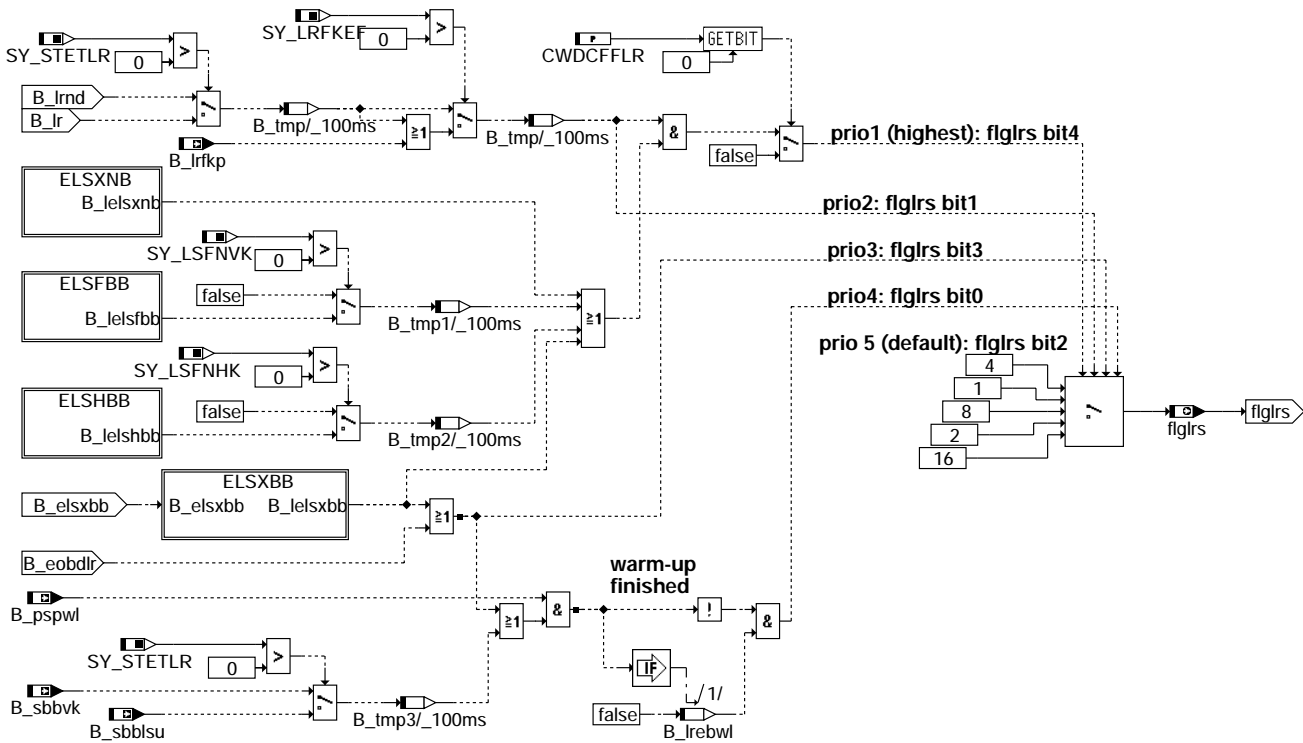 SY_STETLR
>
0
B_lrnd
B_lr
SY_LRFKEF
>
0
B_tmp/_100ms
≥1
B_lrfkp
B_tmp/_100ms
CWDCFFLR
P
GETBIT
0
&
false
prio1 (highest): flglrs bit4
prio2: flglrs bit1
prio3: flglrs bit3
prio4: flglrs bit0
prio 5 (default): flglrs bit2
ELSXNB
B_lelsxnb
SY_LSFNVK
>
0
ELSFBB
B_lelsfbb
false
B_tmp1/_100ms
≥1
SY_LSFNHK
>
0
ELSHBB
B_lelshbb
false
B_tmp2/_100ms
4
1
8
2
16
flglrs
flglrs
B_elsxbb
ELSXBB
B_elsxbb B_lelsxbb
≥1
B_eobdlr
B_pspwl
≥1
&
warm-up
finished
!
&
IF
/1/
false
B_lrebwl
SY_STETLR
>
0
B_sbbvk
B_sbblsu
B_tmp3/_100ms